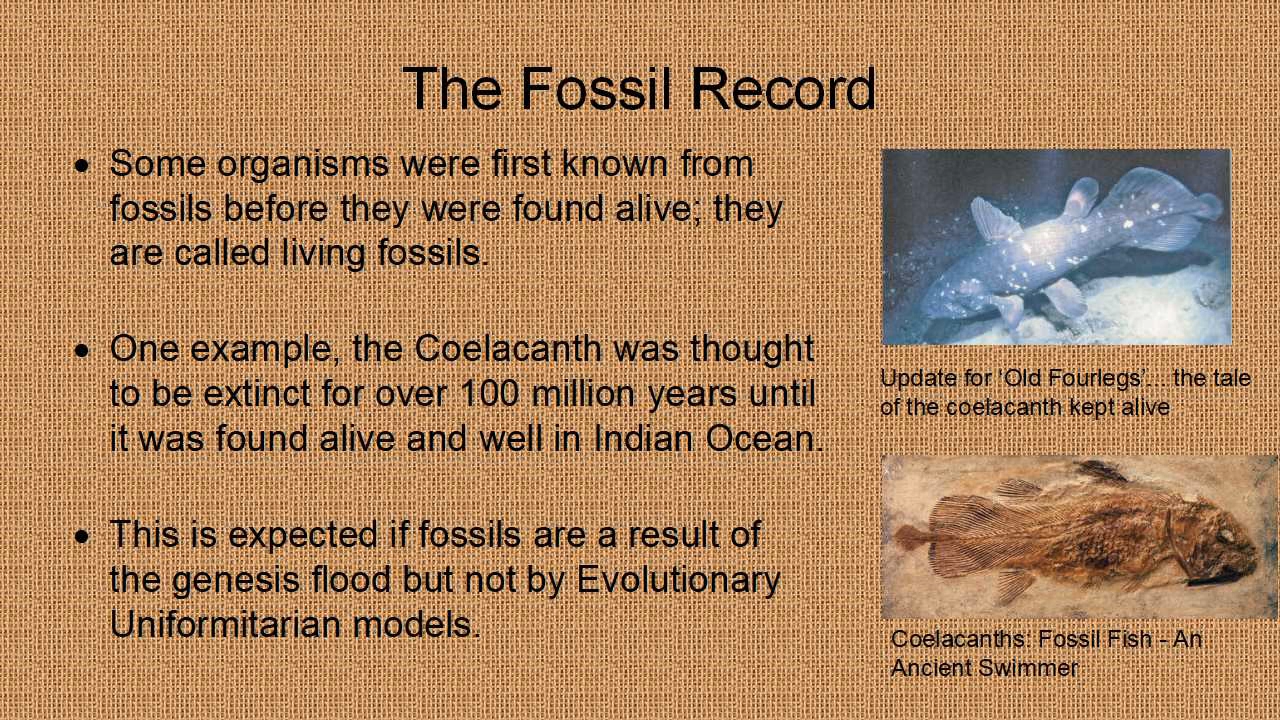 The Fossil Record
• Some organisms were first known from
fossils before they were found alive; they
are called living fossils.
• One example, the Coelacanth was thought
to be extinct for over 100 million years until
it was found alive and well in Indian Ocean.
• This is expected if fossils are a result of
the genesis flood but not by Evolutionary
Uniformitarian models.
Update for ‘Old Fourlegs’... the tale
of the coelacanth kept alive
Coelacanths: Fossil Fish - An
Ancient Swimmer